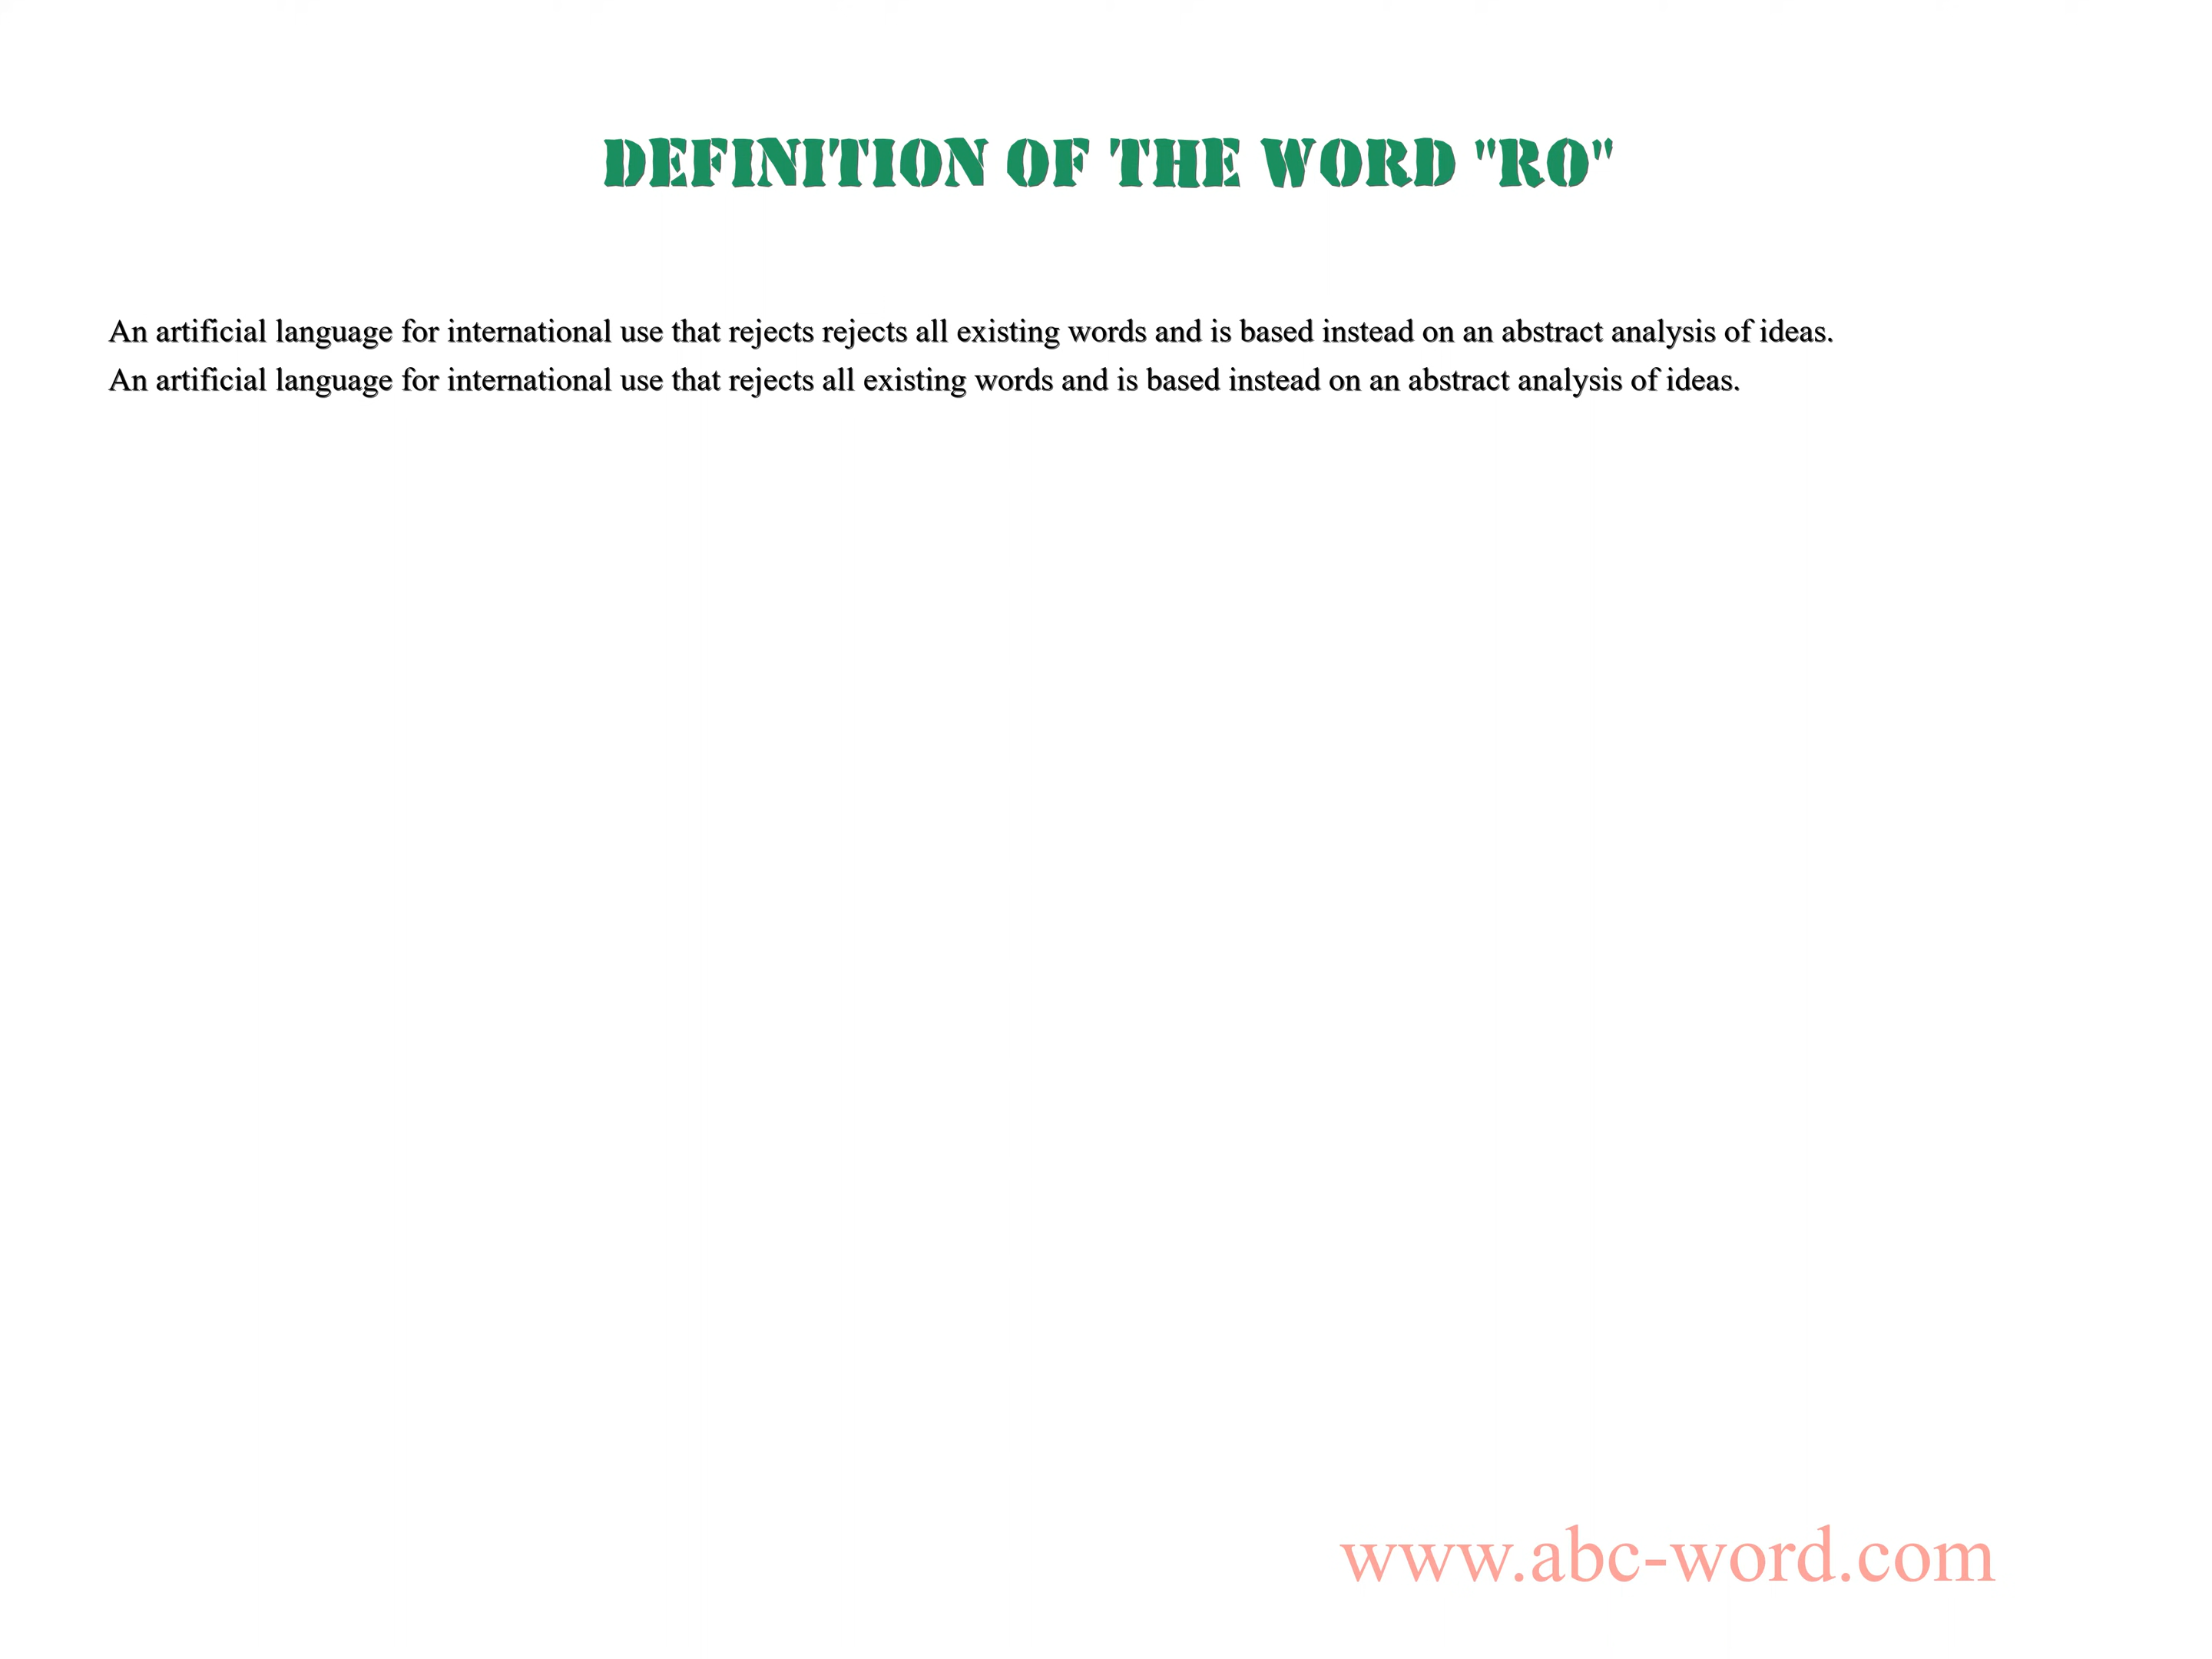 DEFINITION OF THE WORD "RO"
An artificial language for international use that rejects rejects all existing words and is based instead on an abstract analysis of ideas.
An artificial language for international use that rejects all existing words and is based instead on an abstract analysis of ideas.
www.abc-word.com